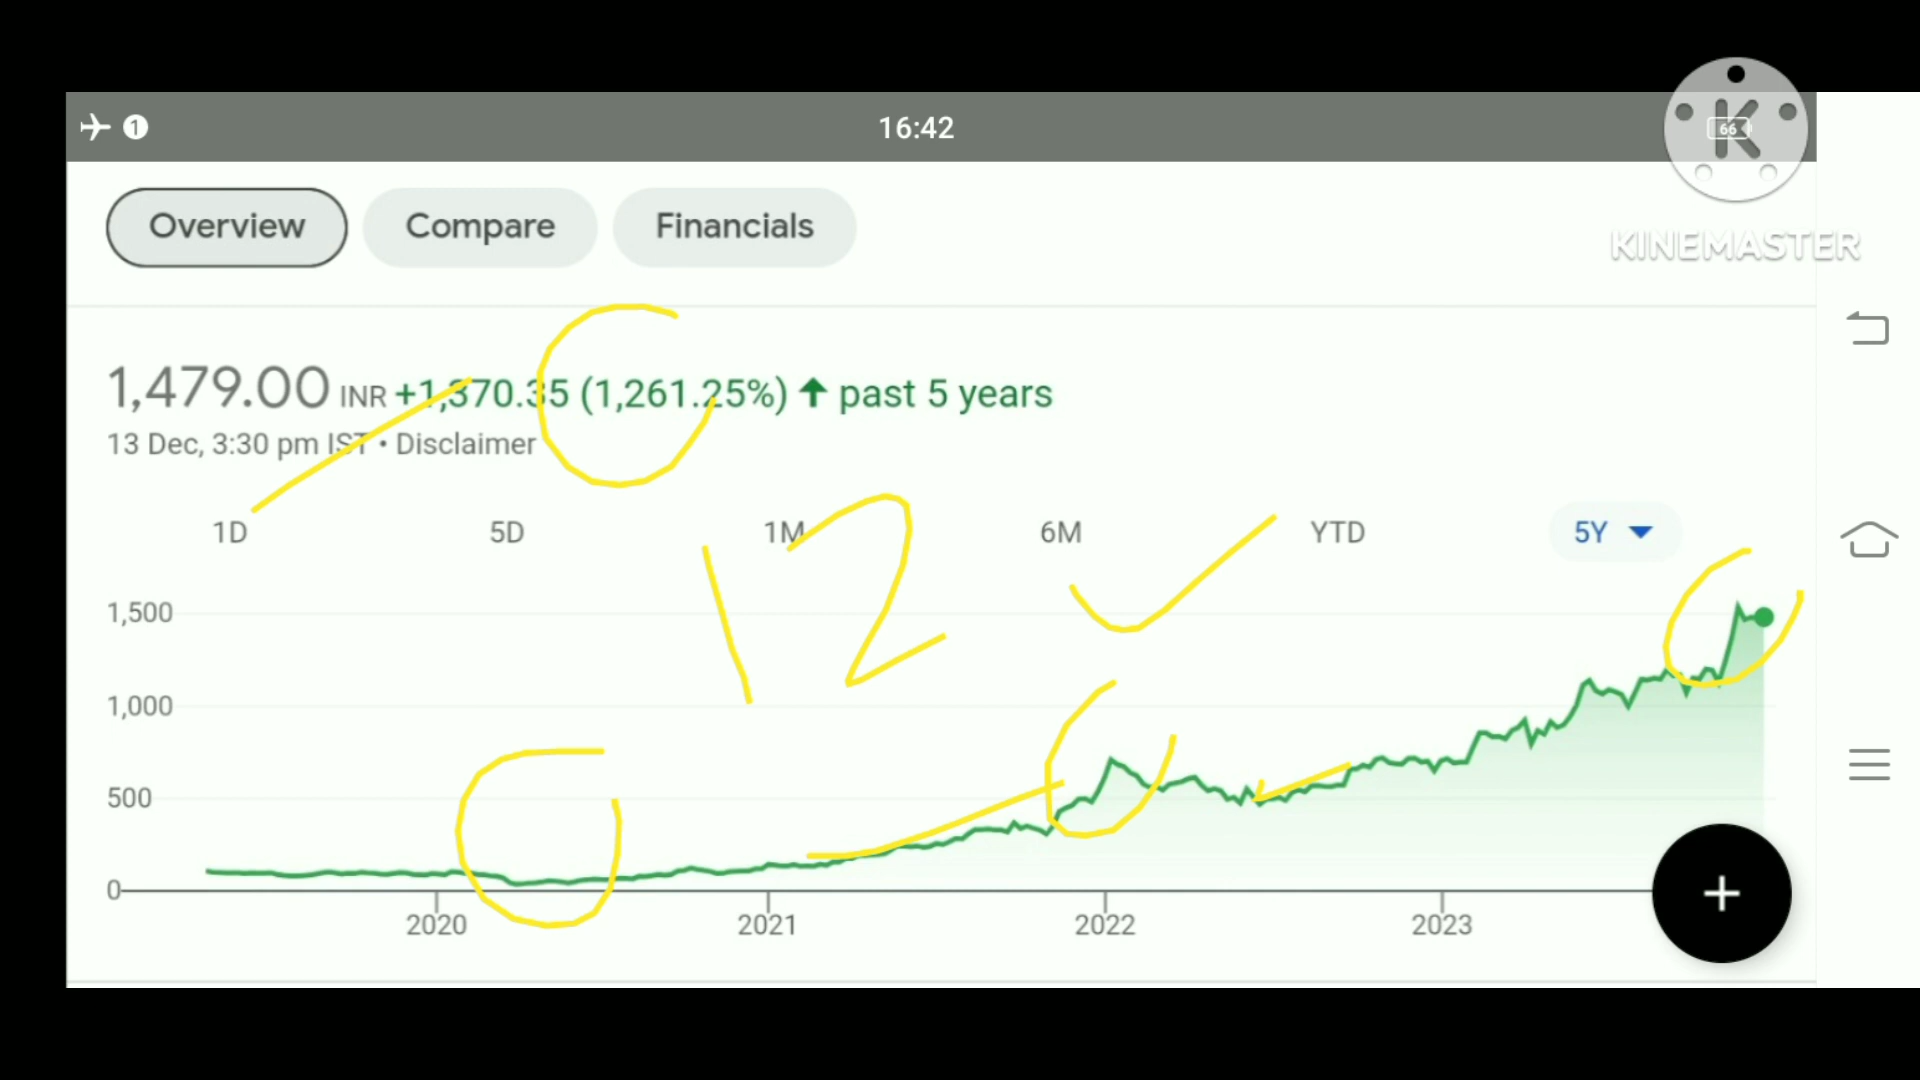 16:42
66
K
KINEMASTER
Overview Compare Financials
1,479.00 INR +1,370.35 (1,261.25%) ↑ past 5 years
13 Dec, 3:30 pm IST • Disclaimer
1D 5D 1M 6M YTD 5Y
12
1,500
1,000
500
0
2020 2021 2022 2023
+